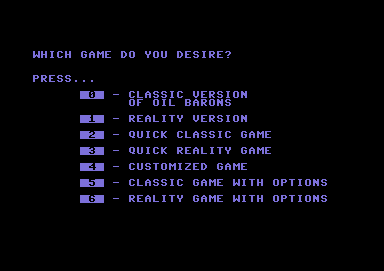 WHICH GAME DO YOU DESIRE?
PRESS...
0 - CLASSIC VERSION
OF OIL BARONS
1 - REALITY VERSION
2 - QUICK CLASSIC GAME
3 - QUICK REALITY GAME
4 - CUSTOMIZED GAME
5 - CLASSIC GAME WITH OPTIONS
6 - REALITY GAME WITH OPTIONS